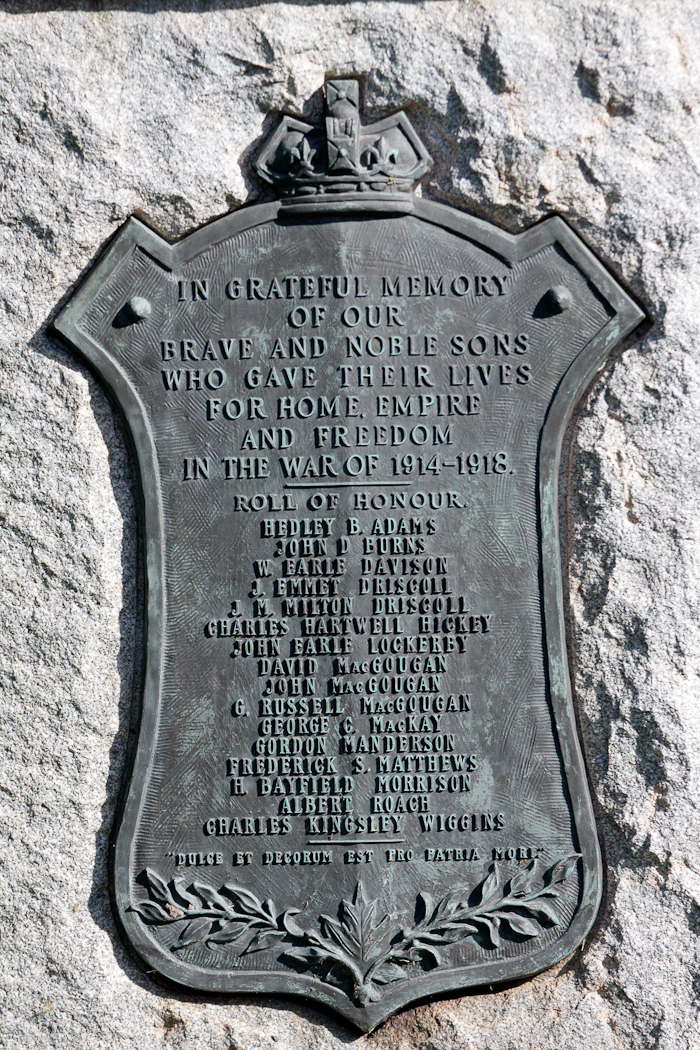 IN GRATEFUL MEMORY
OF OUR
BRAVE AND NOBLE SONS
WHO GAVE THEIR LIVES
FOR HOME, EMPIRE
AND FREEDOM
IN THE WAR OF 1914-1918.
ROLL OF HONOUR.
HEDLEY B. ADAMS
JOHN D BURNS
W. EARLE DAVISON
J. EMMET DRISCOLL
J. M. MILTON DRISCOLL
CHARLES HARTWELL HICKEY
JOHN EARLE LOCKERBY
DAVID MACGOUGAN
JOHN MACGOUGAN
G. RUSSELL MACGOUGAN
GEORGE G. MACKAY
GORDON MANDERSON
FREDERICK S. MATTHEWS
H. BAYFIELD MORRISON
ALBERT ROACH
CHARLES KINGSLEY WIGGINS
"DULCE ET DECORUM EST PRO PATRIA MORI."